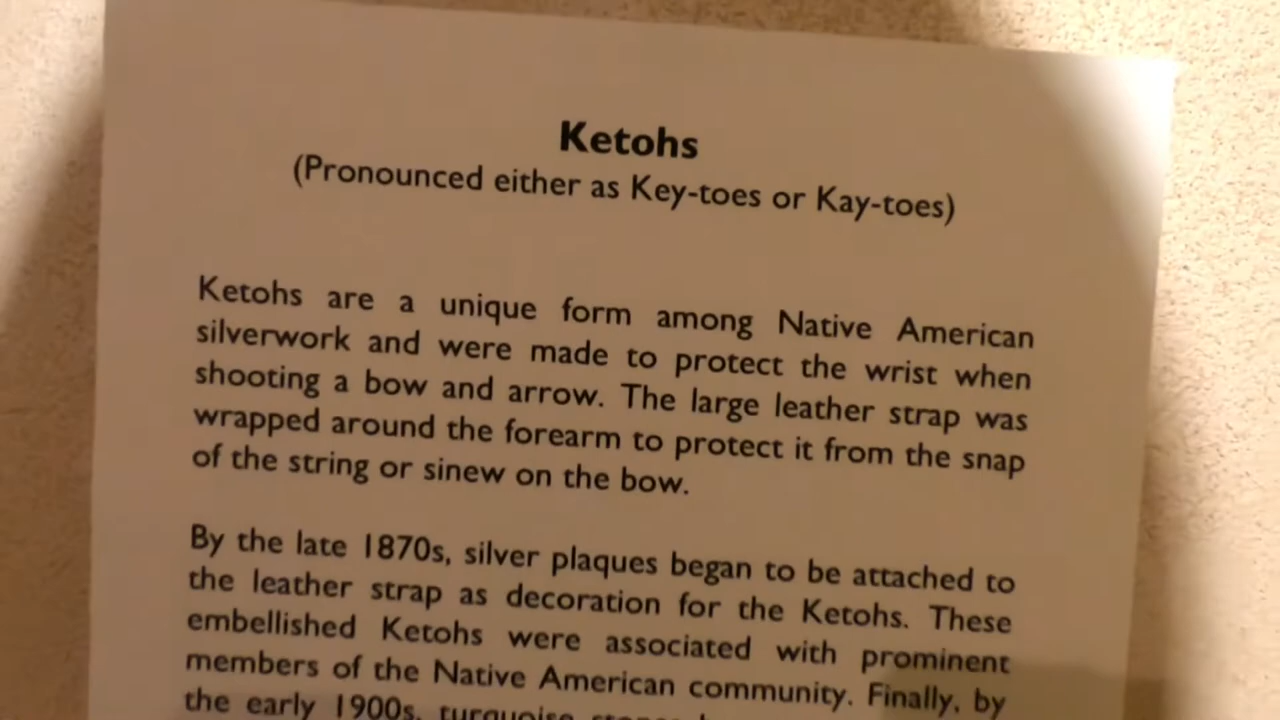 Ketohs
(Pronounced either as Key-toes or Kay-toes)
Ketohs are a unique form among Native American
silverwork and were made to protect the wrist when
shooting a bow and arrow. The large leather strap was
wrapped around the forearm to protect it from the snap
of the string or sinew on the bow.
By the late 1870s, silver plaques began to be attached to
the leather strap as decoration for the Ketohs. These
embellished Ketohs were associated with prominent
members of the Native American community. Finally, by
the early 1900s, turquoise